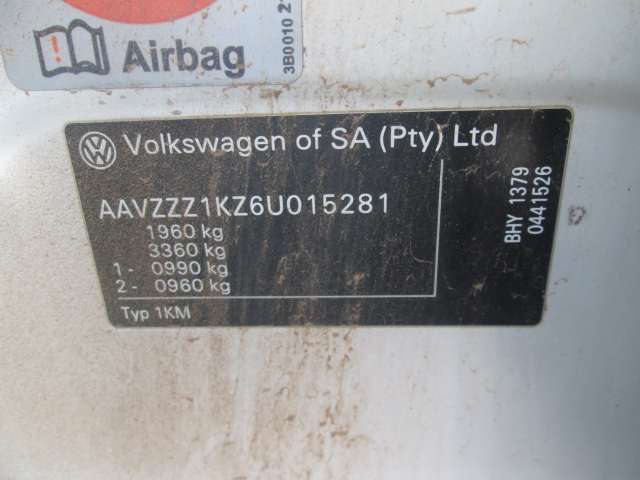 Airbag
3B0010 2
Volkswagen of SA (Pty) Ltd
AAVZZZ1KZ6U015281
1960 kg
3360 kg
1 - 0990 kg
2 - 0960 kg
Typ 1KM
BHY 1379
0441526